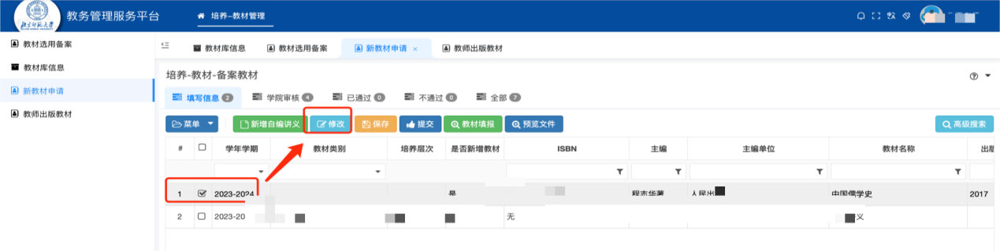 教务管理服务平台 培养-教材管理
北京师范大学
教材选用备案
教材库信息
新教材申请
教师出版教材
教材库信息 教材选用备案 新教材申请 × 教师出版教材
培养-教材-备案教材
填写信息 2 学院审核 4 已通过 0 不通过 0 全部 7
菜单 新增自编讲义 修改 保存 提交 教材填报 预览文件 高级搜索
# 学年学期 教材类别 培养层次 是否新增教材 ISBN 主编 主编单位 教材名称 出版
1 2023-2024 是 程志华著 人民出 中国儒学史 2017
2 2023-20 无 义